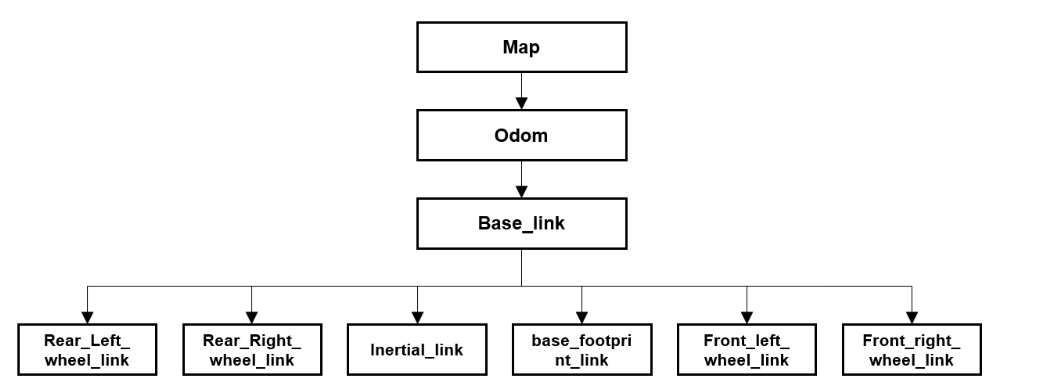 Map
Odom
Base_link
Rear_Left_
wheel_link
Rear_Right_
wheel_link
Inertial_link
base_footpri
nt_link
Front_left_
wheel_link
Front_right_
wheel_link